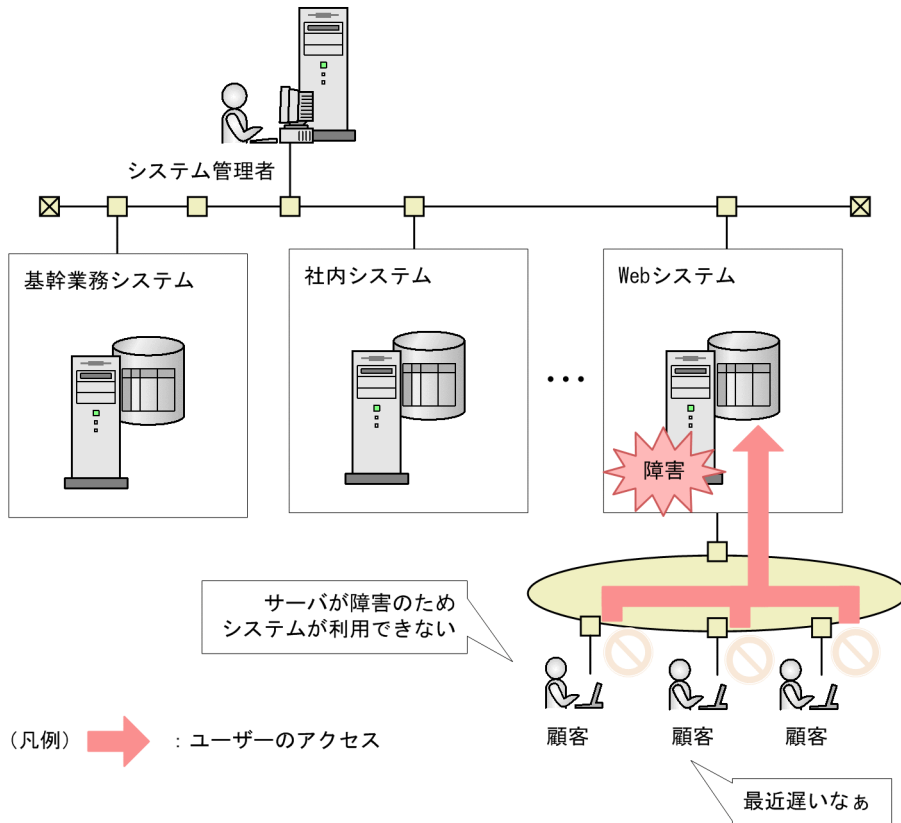 システム管理者
基幹業務システム
社内システム
Webシステム
…
障害
サーバが障害のため
システムが利用できない
顧客
顧客
顧客
(凡例)
：ユーザーのアクセス
最近遅いなぁ